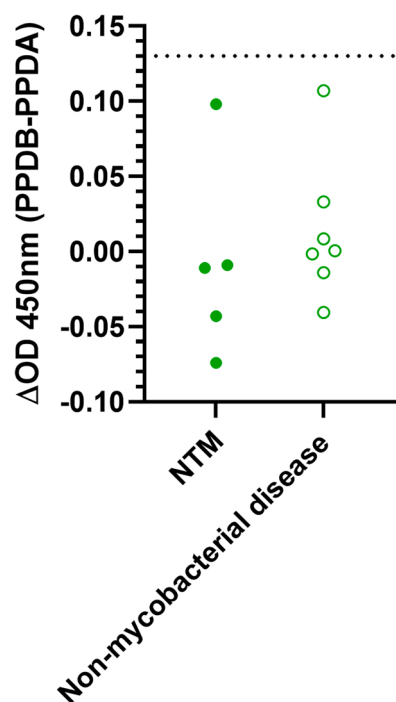 ΔOD 450nm (PPDB-PPDA)
0.15
0.10
0.05
0.00
-0.05
-0.10
NTM
Non-mycobacterial disease